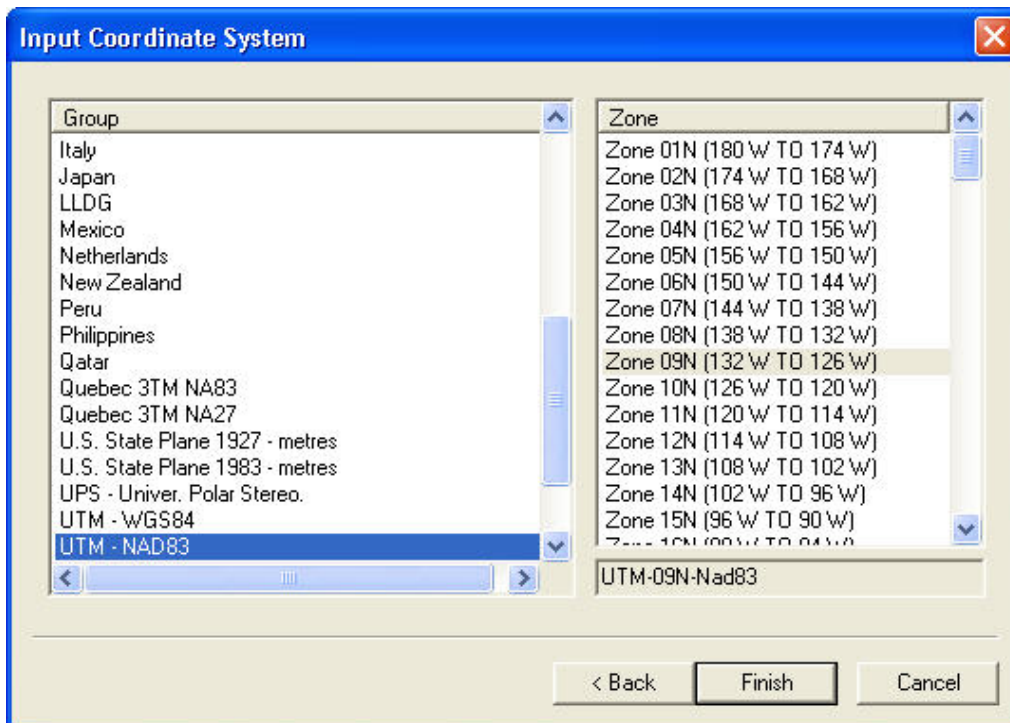 Input Coordinate System
Group
Italy
Japan
LLDG
Mexico
Netherlands
New Zealand
Peru
Philippines
Qatar
Quebec 3TM NA83
Quebec 3TM NA27
U.S. State Plane 1927 - metres
U.S. State Plane 1983 - metres
UPS - Univer. Polar Stereo.
UTM - WGS84
UTM - NAD83
Zone
Zone 01N (180 W TO 174 W)
Zone 02N (174 W TO 168 W)
Zone 03N (168 W TO 162 W)
Zone 04N (162 W TO 156 W)
Zone 05N (156 W TO 150 W)
Zone 06N (150 W TO 144 W)
Zone 07N (144 W TO 138 W)
Zone 08N (138 W TO 132 W)
Zone 09N (132 W TO 126 W)
Zone 10N (126 W TO 120 W)
Zone 11N (120 W TO 114 W)
Zone 12N (114 W TO 108 W)
Zone 13N (108 W TO 102 W)
Zone 14N (102 W TO 96 W)
Zone 15N (96 W TO 90 W)
UTM-09N-Nad83
< Back
Finish
Cancel